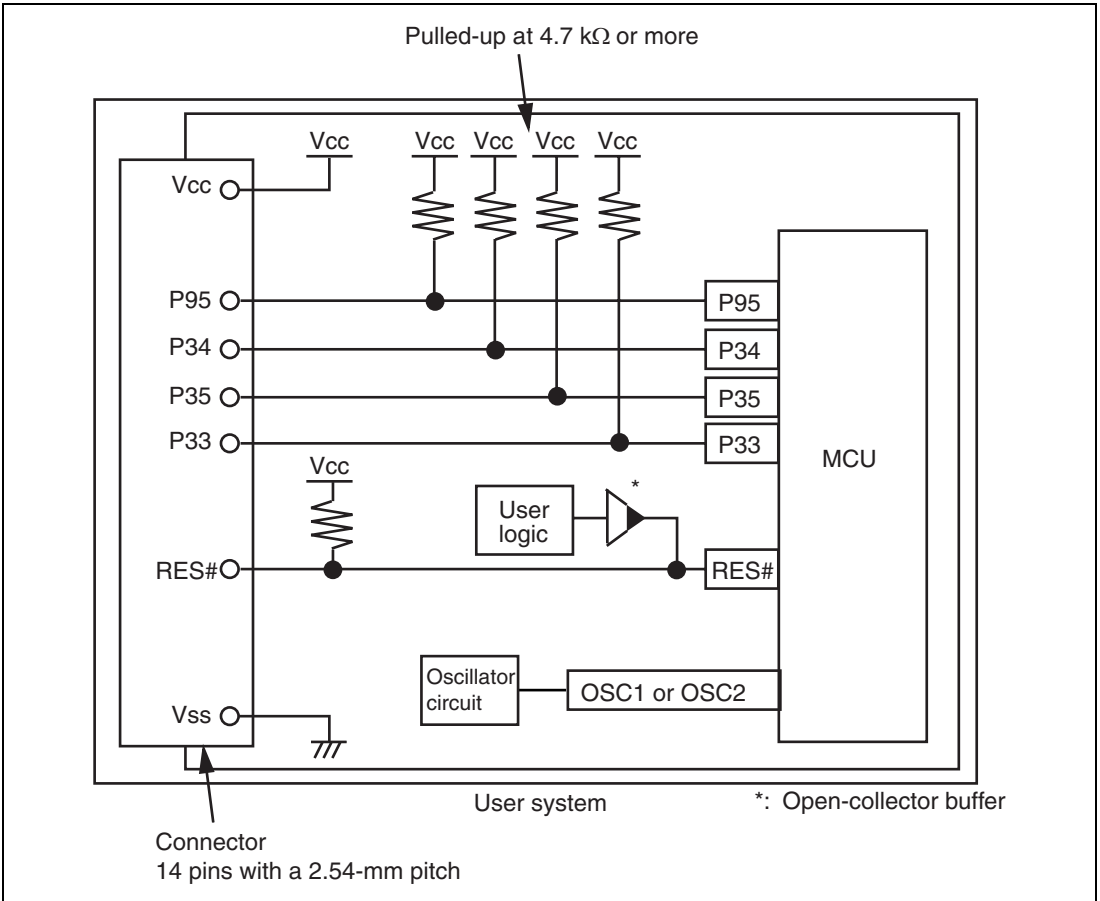 Pulled-up at 4.7 kΩ or more
Vcc
Vcc
Vcc
Vcc
Vcc
Vcc
P95
P95
P34
P34
P35
P35
P33
P33
MCU
Vcc
User
logic
*
RES#
RES#
Oscillator
circuit
OSC1 or OSC2
Vss
User system
*: Open-collector buffer
Connector
14 pins with a 2.54-mm pitch